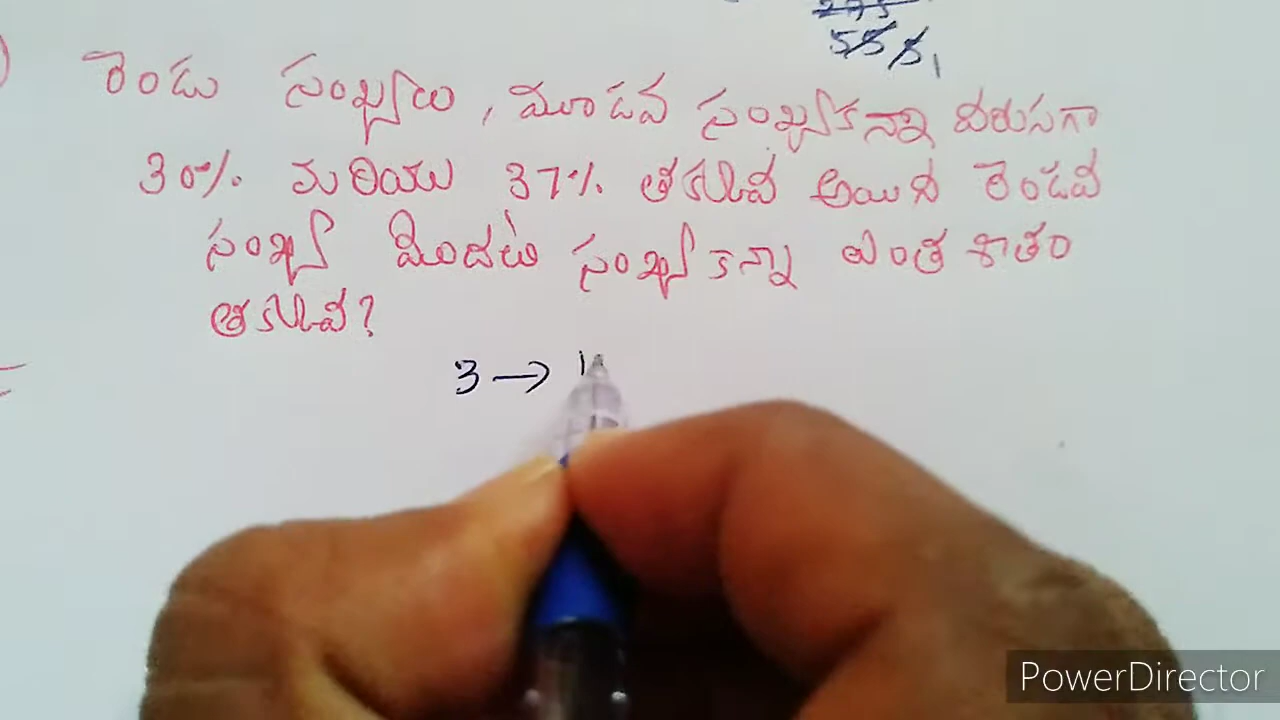 రెండు సంఖ్యలు, మూడవ సంఖ్యకన్నా వరుసగా
30% మరియు 37% తక్కువ అయిన రెండవ
సంఖ్య మొదటి సంఖ్యకన్నా ఎంత శాతం
తక్కువ?
3 →
PowerDirector